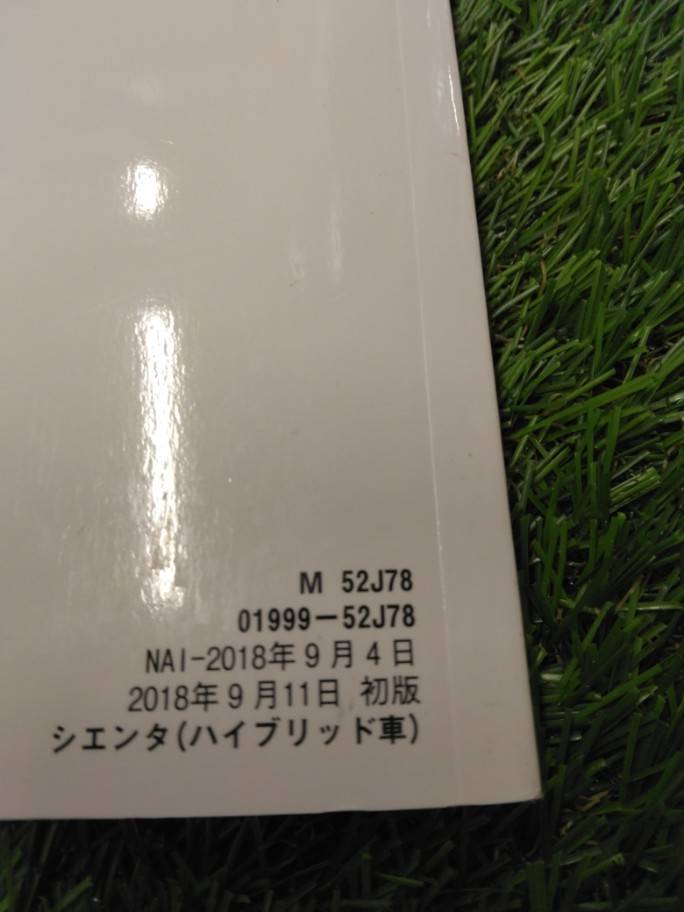 M 52J78
01999-52J78
NAI-2018年9月4日
2018年9月11日 初版
シエンタ(ハイブリッド車)